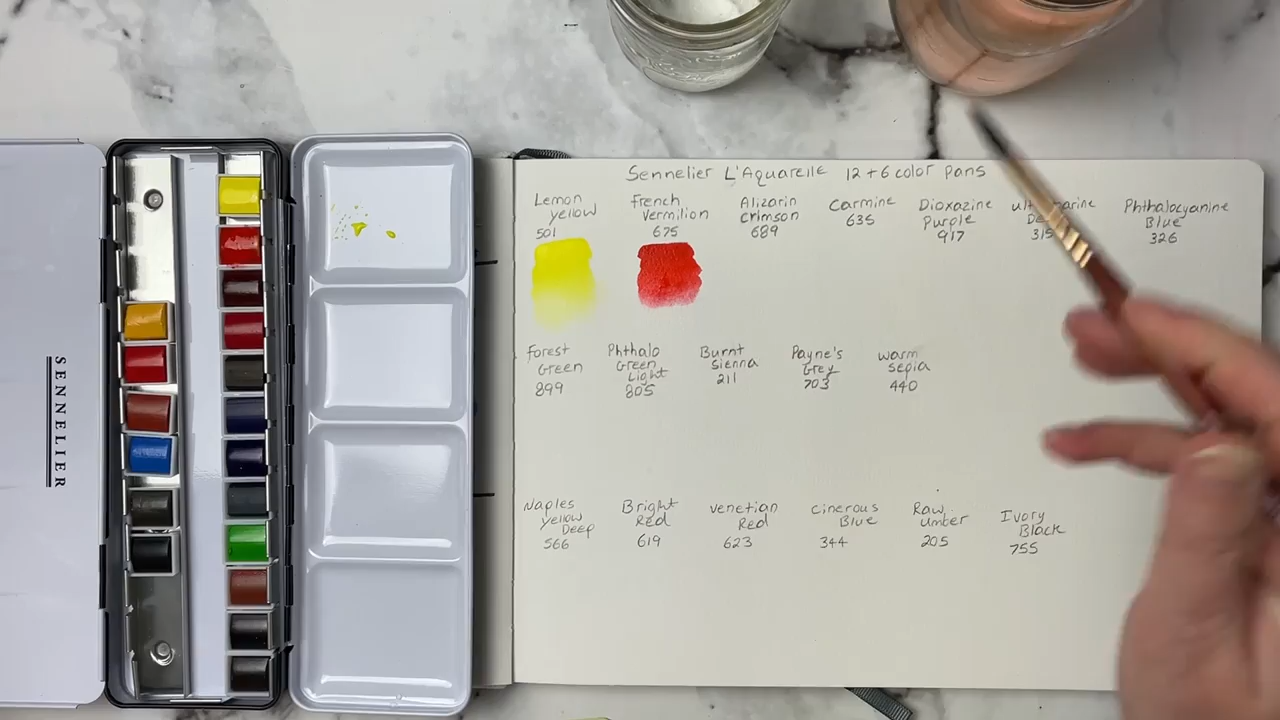 SENNELIER
Sennelier L'Aquarelle 12 + 6 color pans
Lemon
yellow
501
French
Vermilion
675
Alizarin
crimson
689
Carmine
635
Dioxazine
Purple
917
ultramarine
315
Phthalocyanine
Blue
326
Forest
Green
899
Phthalo
Green
Light
805
Burnt
Sienna
211
Payne's
Grey
703
warm
sepia
440
Naples
Yellow
Deep
566
Bright
Red
619
venetian
Red
623
cinerous
Blue
344
Raw
umber
205
Ivory
Black
755